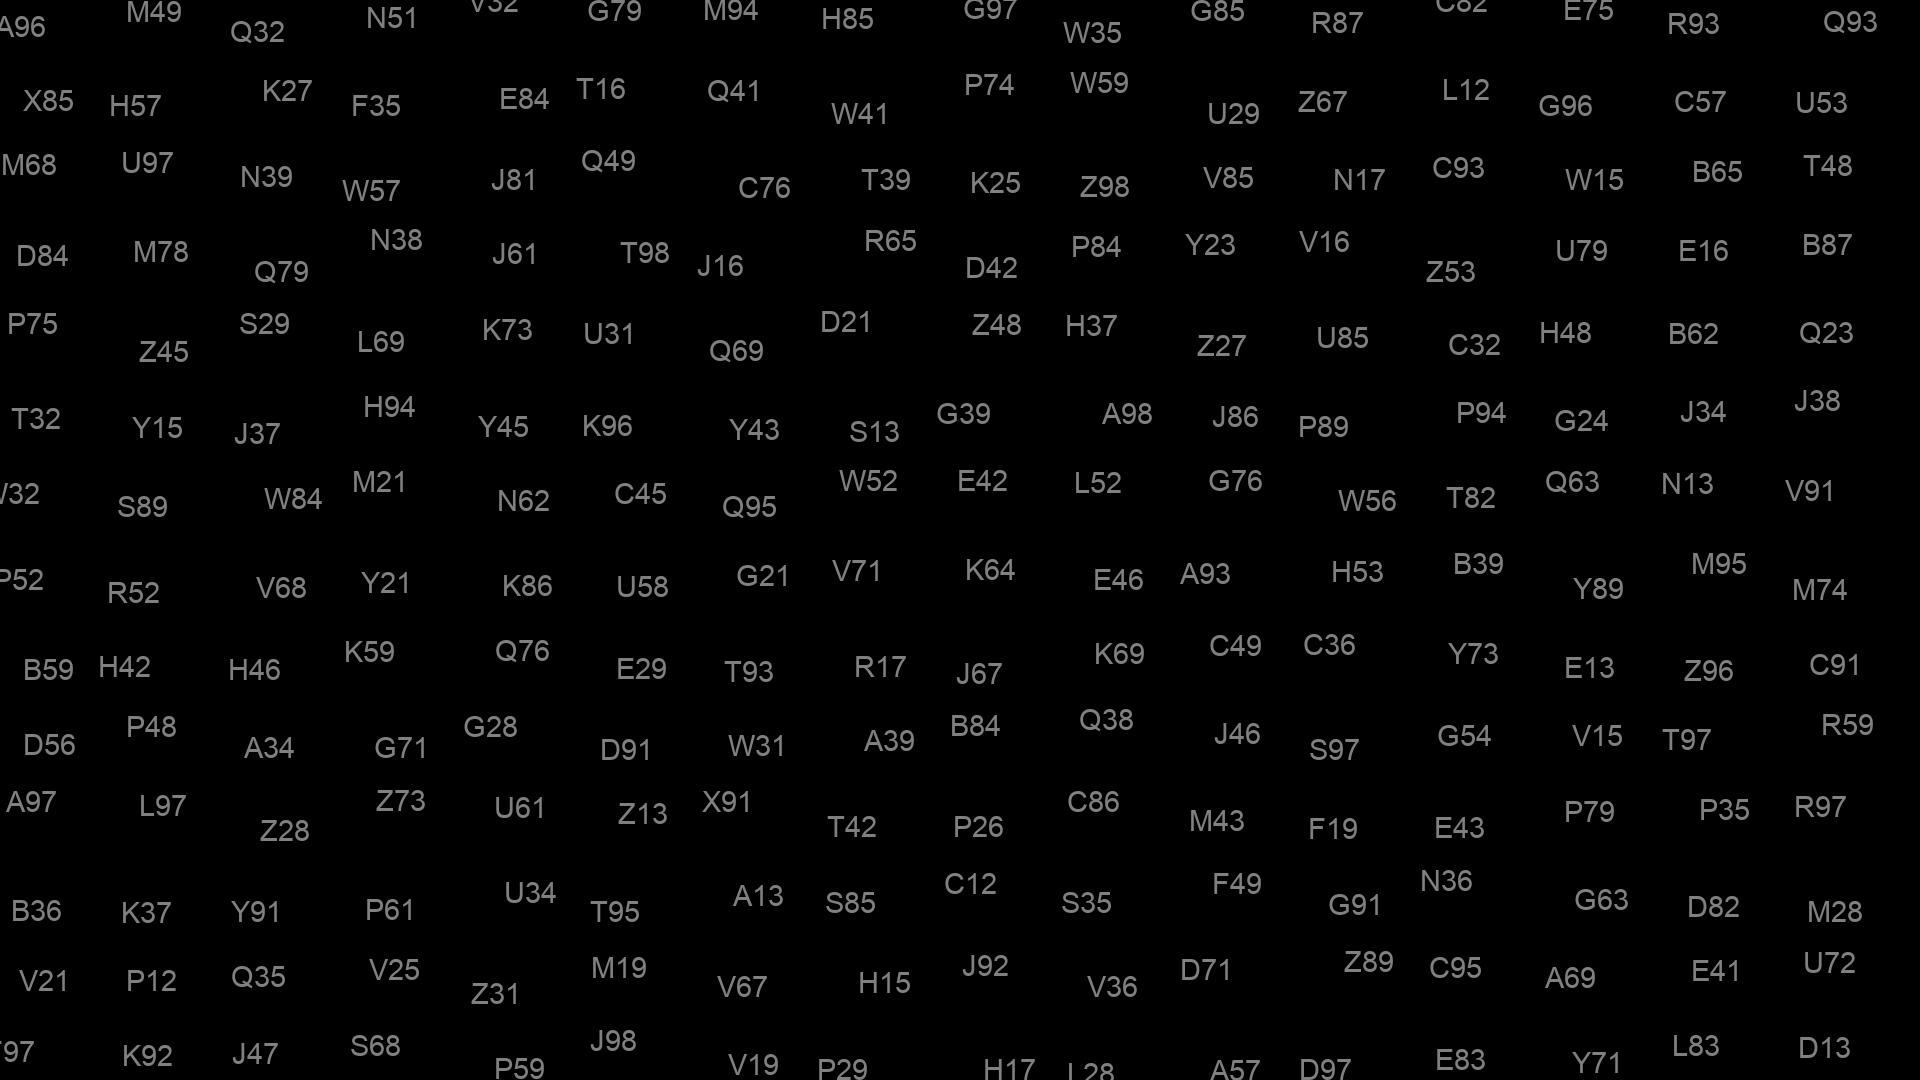 A96 M49 Q32 N51 V32 G79 M94 H85 G97 W35 G85 R87 C82 E75 R93 Q93
X85 H57 K27 F35 E84 T16 Q41 W41 P74 W59 U29 Z67 L12 G96 C57 U53
M68 U97 N39 W57 J81 Q49 C76 T39 K25 Z98 V85 N17 C93 W15 B65 T48
D84 M78 Q79 N38 J61 T98 J16 R65 D42 P84 Y23 V16 Z53 U79 E16 B87
P75 Z45 S29 L69 K73 U31 Q69 D21 Z48 H37 Z27 U85 C32 H48 B62 Q23
T32 Y15 J37 H94 Y45 K96 Y43 S13 G39 A98 J86 P89 P94 G24 J34 J38
S89 W84 M21 N62 C45 Q95 W52 E42 L52 G76 W56 T82 Q63 N13 V91
P52 R52 V68 Y21 K86 U58 G21 V71 K64 E46 A93 H53 B39 Y89 M95 M74
B59 H42 H46 K59 Q76 E29 T93 R17 J67 K69 C49 C36 Y73 E13 Z96 C91
D56 P48 A34 G71 G28 D91 W31 A39 B84 Q38 J46 S97 G54 V15 T97 R59
A97 L97 Z28 Z73 U61 Z13 X91 T42 P26 C86 M43 F19 E43 P79 P35 R97
B36 K37 Y91 P61 U34 T95 A13 S85 C12 S35 F49 G91 N36 G63 D82 M28
V21 P12 Q35 V25 Z31 M19 V67 H15 J92 V36 D71 Z89 C95 A69 E41 U72
K92 J47 S68 P59 J98 V19 P29 H17 L28 A57 D97 E83 Y71 L83 D13